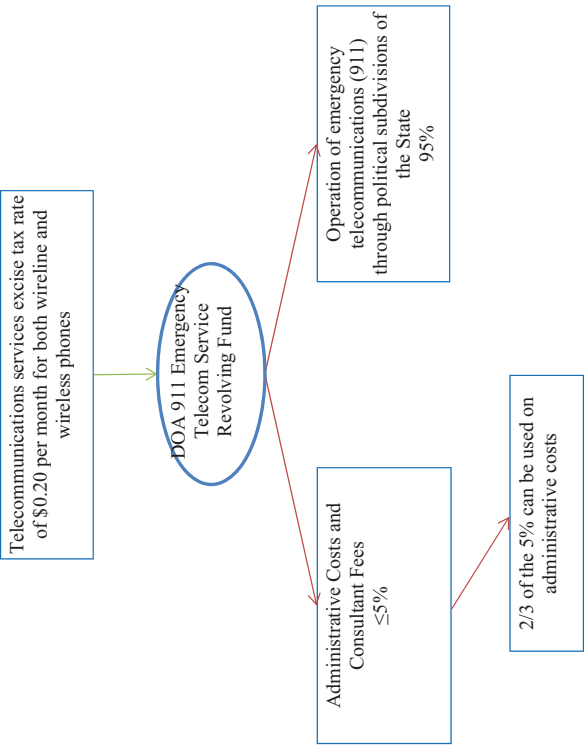 Telecommunications services excise tax rate
of $0.20 per month for both wireline and
wireless phones
DOA 911 Emergency
Telecom Service
Revolving Fund
Administrative Costs and
Consultant Fees
≤5%
Operation of emergency
telecommunications (911)
through political subdivisions of
the State
95%
2/3 of the 5% can be used on
administrative costs